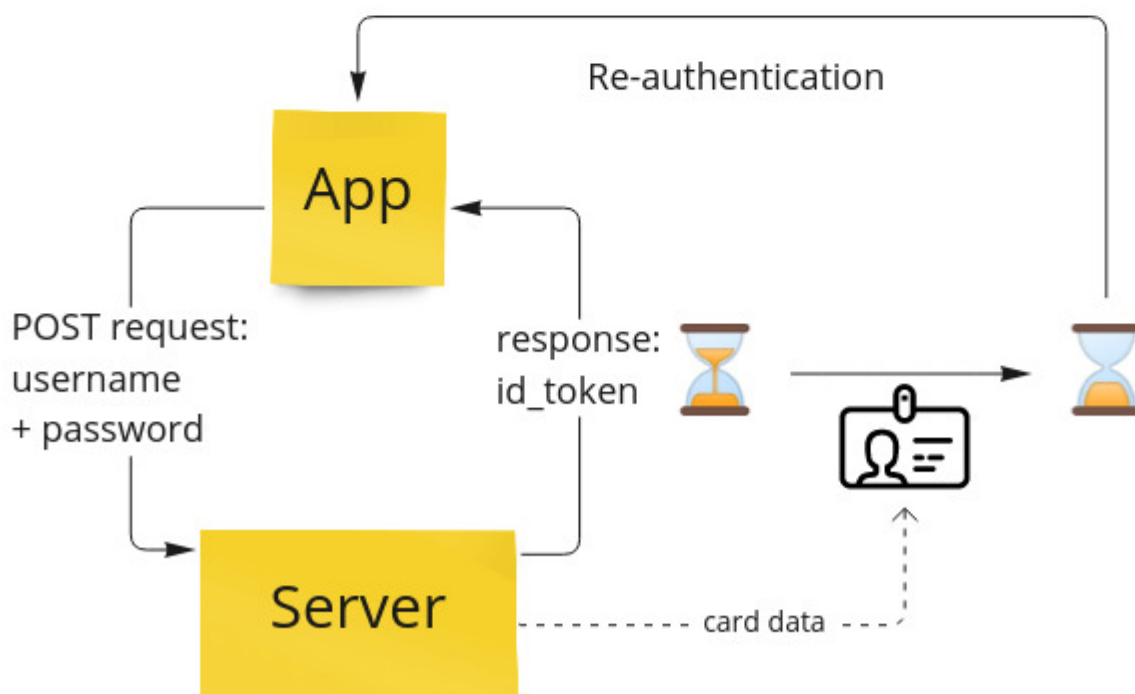 Re-authentication
App
POST request:
username
+ password
response:
id_token
Server
card data